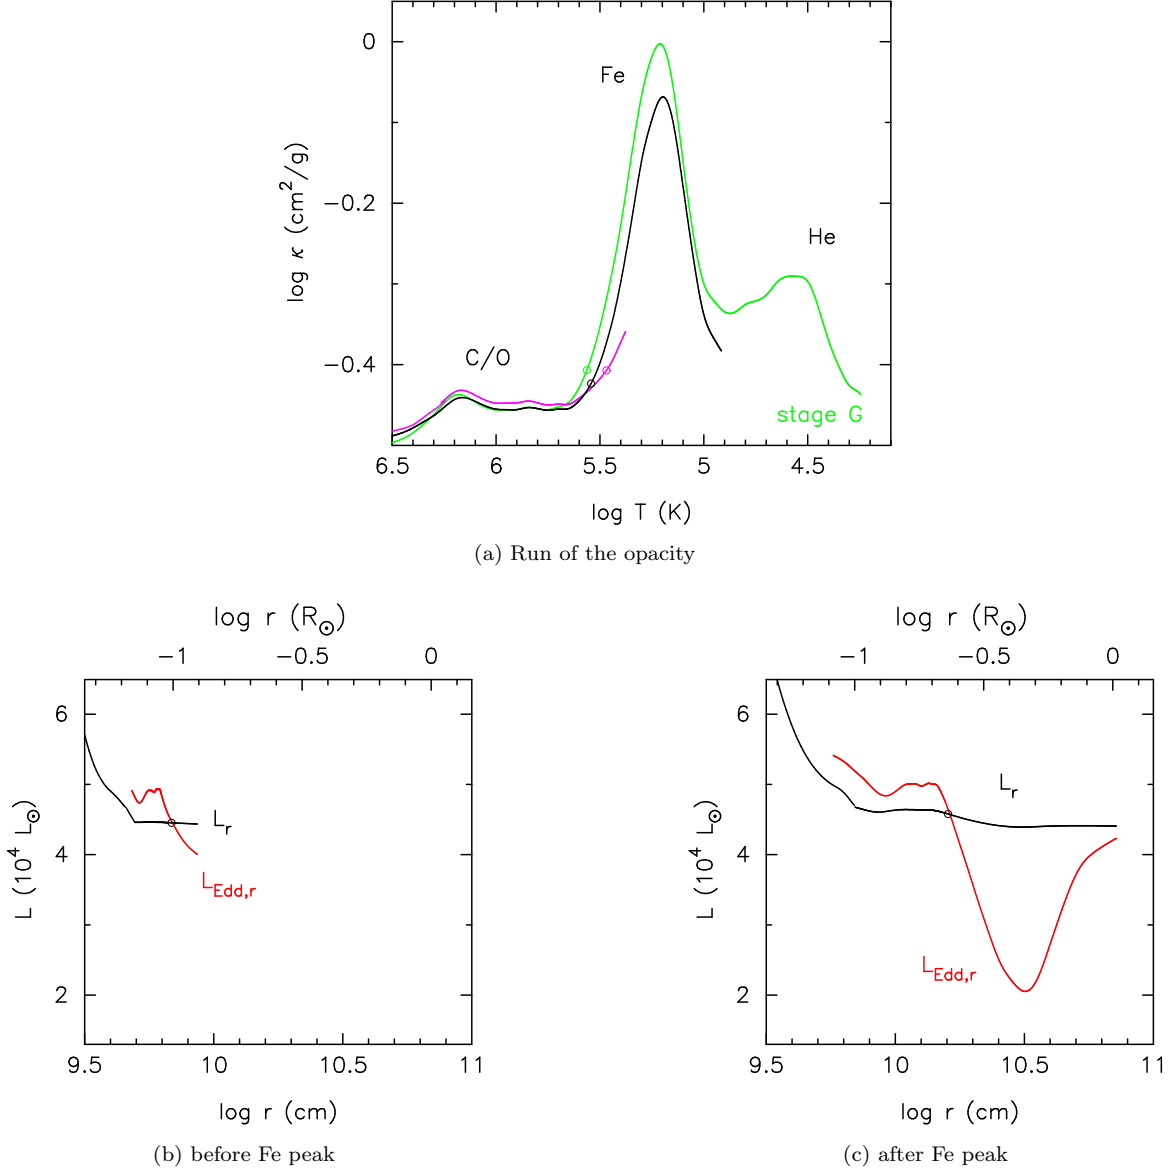 0
Fe
log κ (cm²/g)
−0.2
He
C/O
−0.4
stage G
6.5 6 5.5 5 4.5
log T (K)
(a) Run of the opacity
log r (R⊙)
−1 −0.5 0
6
L (10⁴ L⊙)
Lᵣ
4
L_Edd,r
2
9.5 10 10.5 11
log r (cm)
(b) before Fe peak
log r (R⊙)
−1 −0.5 0
6
Lᵣ
L (10⁴ L⊙)
4
L_Edd,r
2
9.5 10 10.5 11
log r (cm)
(c) after Fe peak